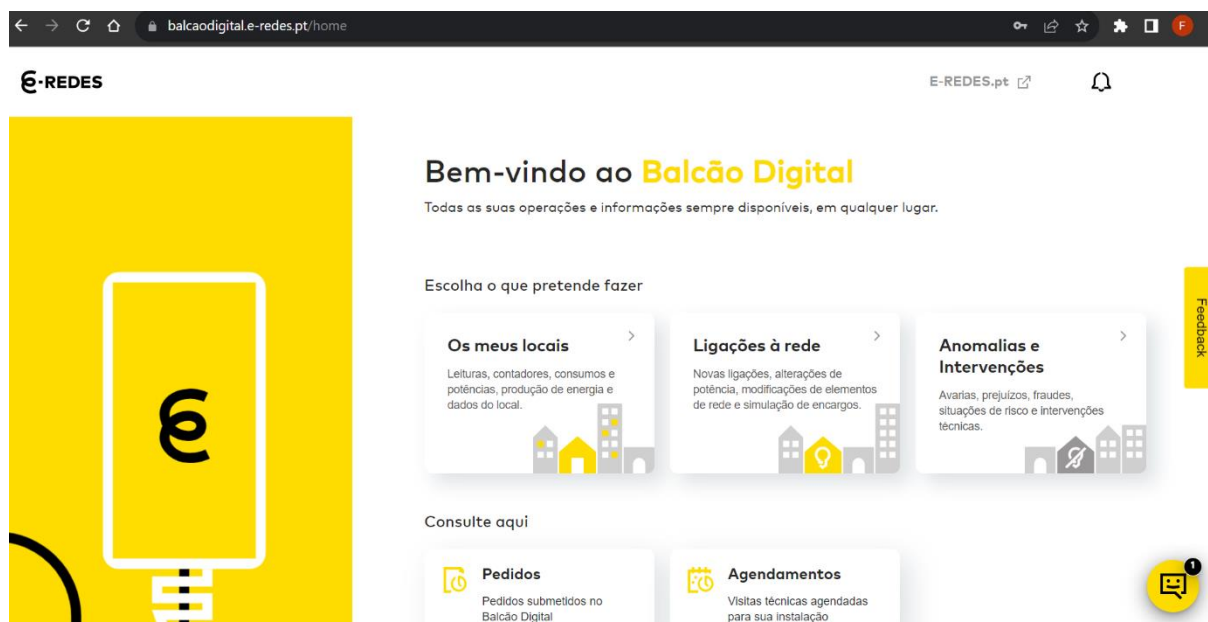 balcaodigital.e-redes.pt/home
F
E-REDES
E-REDES.pt
Bem-vindo ao Balcão Digital
Todas as suas operações e informações sempre disponíveis, em qualquer lugar.
Escolha o que pretende fazer
Os meus locais
Leituras, contadores, consumos e
potências, produção de energia e
dados do local.
Ligações à rede
Novas ligações, alterações de
potência, modificações de elementos
de rede e simulação de encargos.
Anomalias e
Intervenções
Avarias, prejuízos, fraudes,
situações de risco e intervenções
técnicas.
Feedback
Consulte aqui
Pedidos
Pedidos submetidos no
Balcão Digital
Agendamentos
Visitas técnicas agendadas
para sua instalação
1